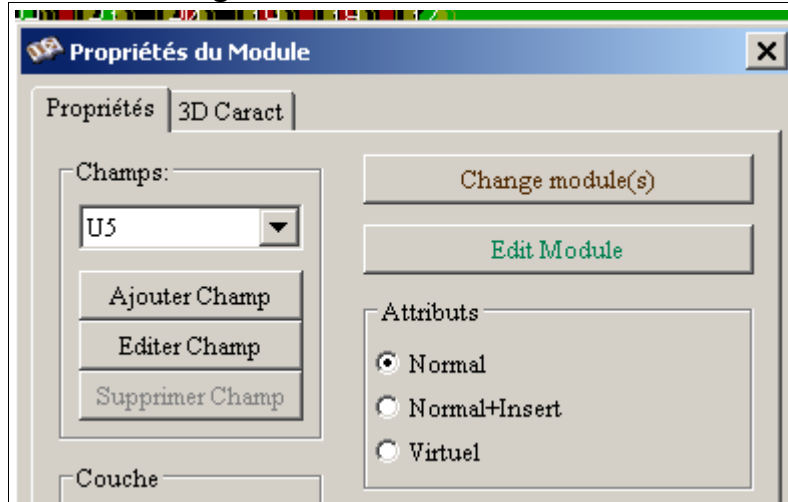 Propriétés du Module
Propriétés
3D Caract
Champs:
U5
Ajouter Champ
Editer Champ
Supprimer Champ
Couche
Change module(s)
Edit Module
Attributs
Normal
Normal+Insert
Virtuel